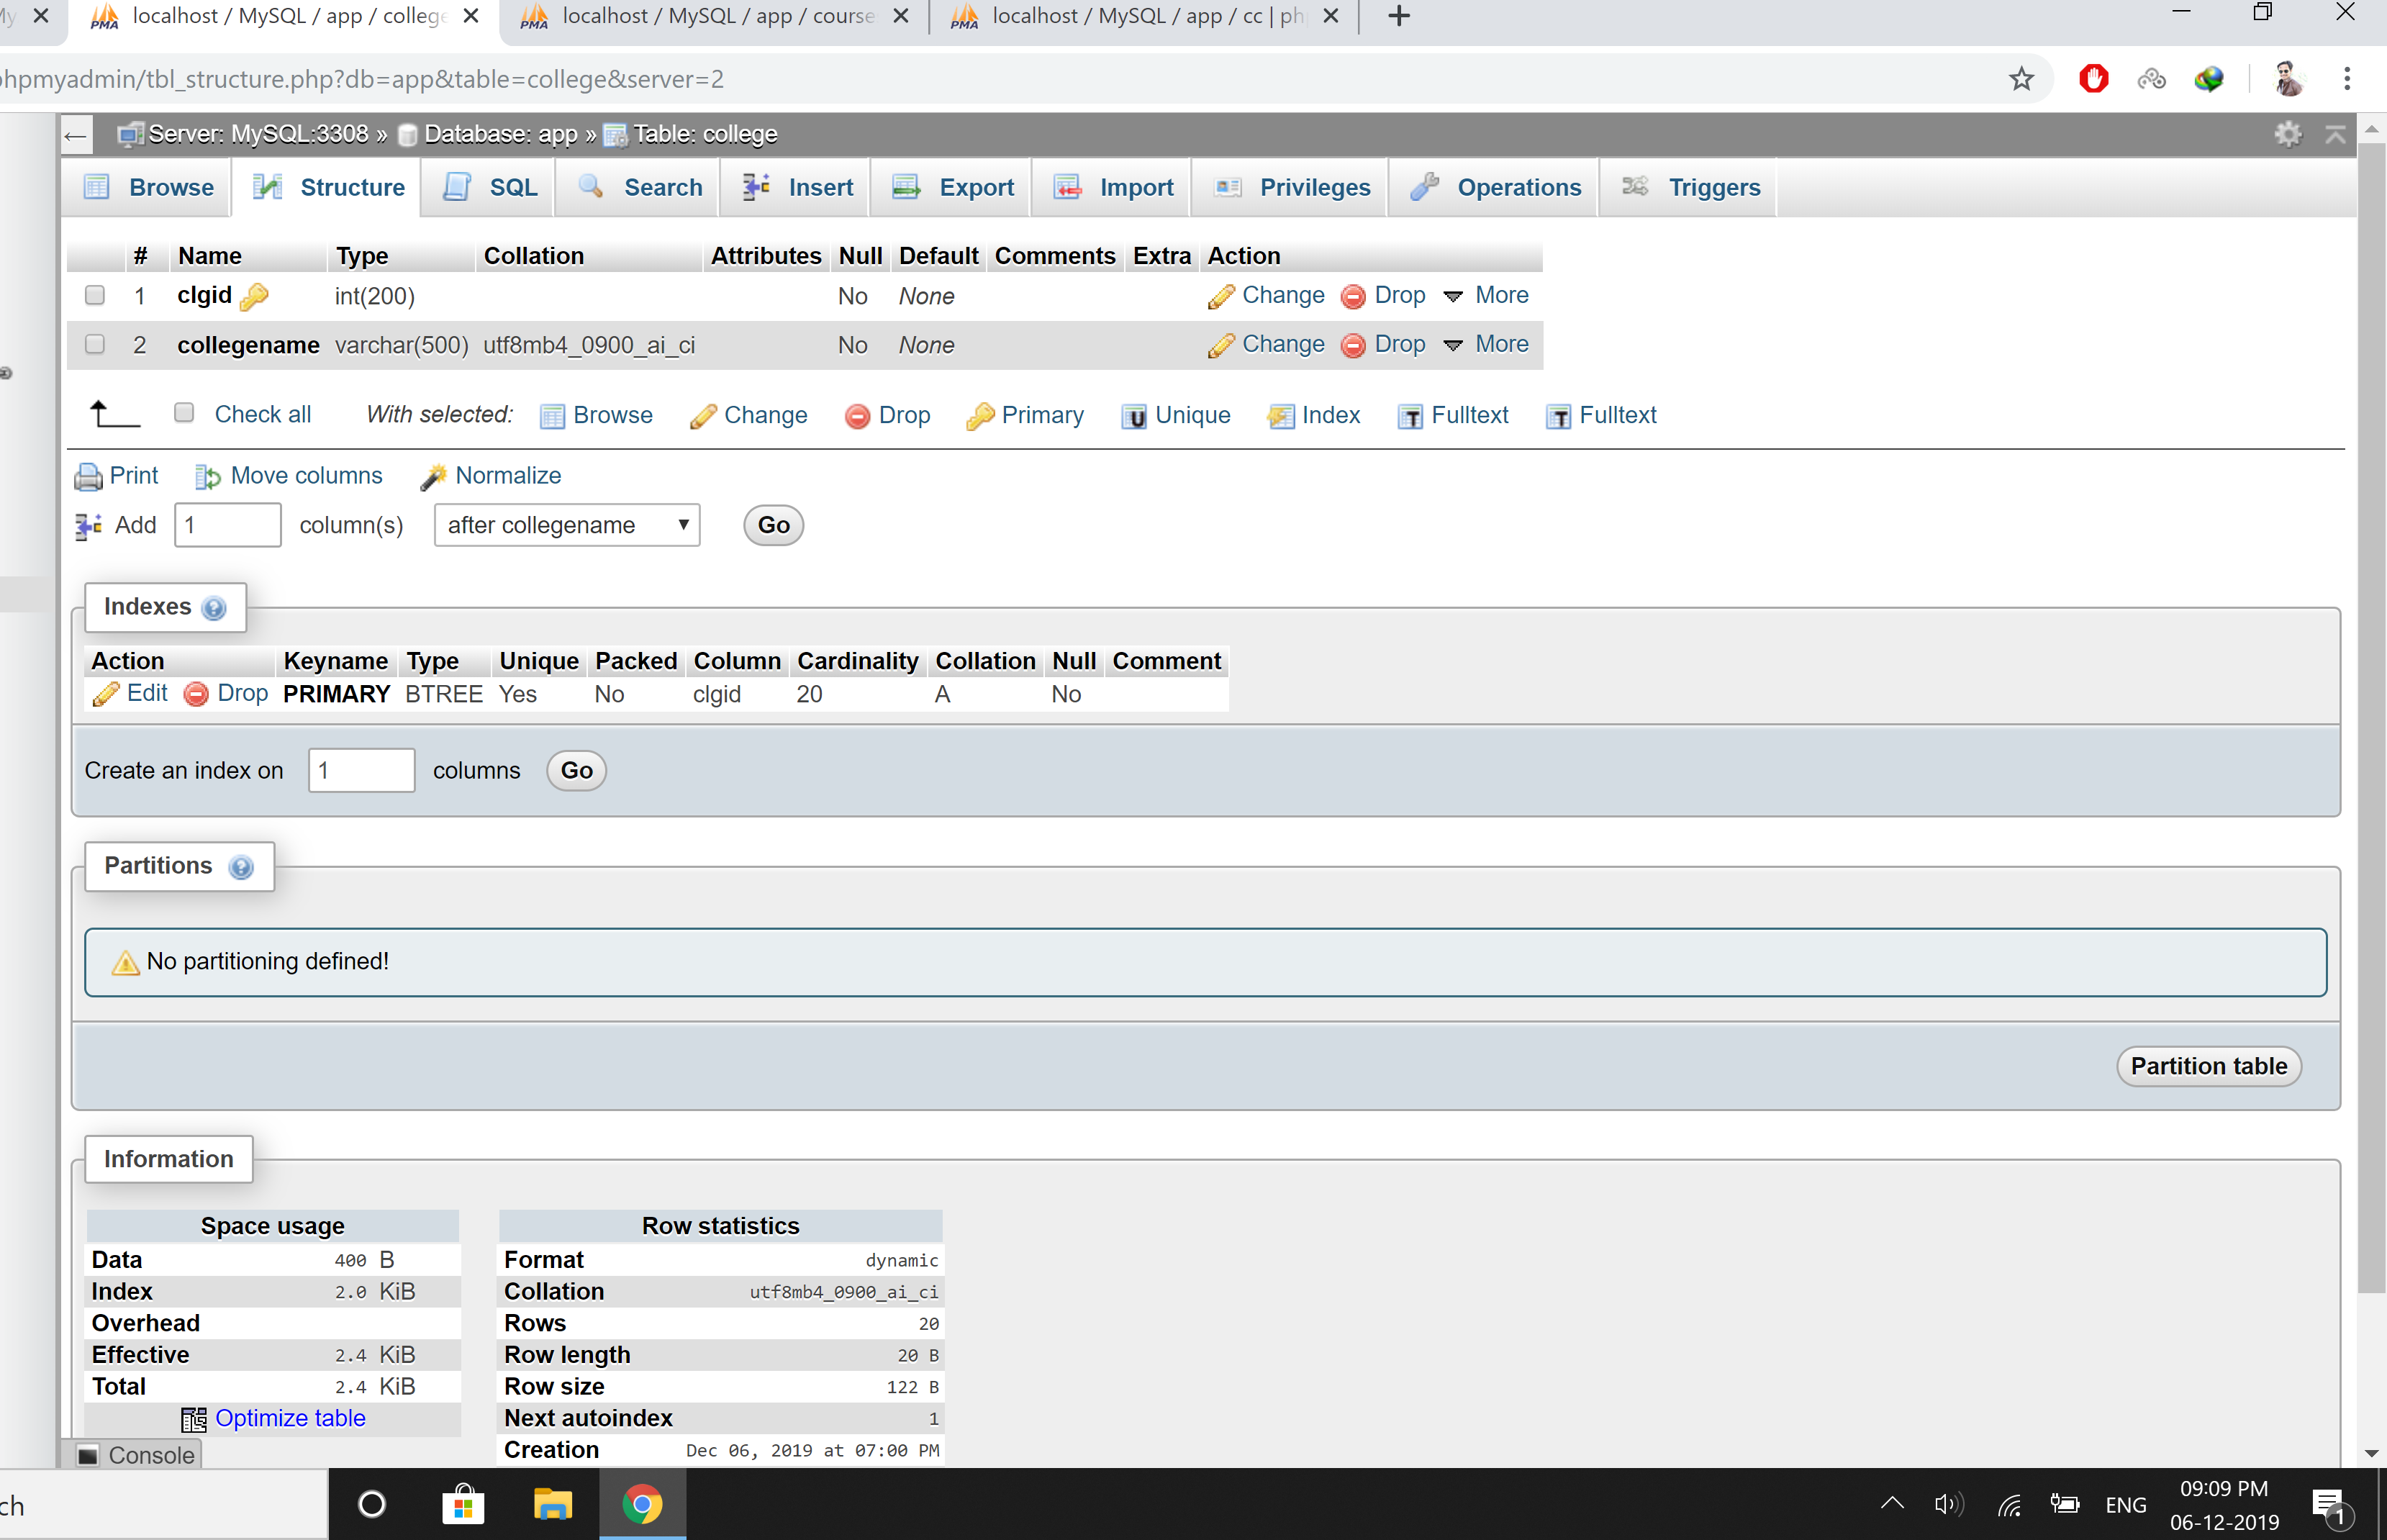 localhost / MySQL / app / college localhost / MySQL / app / course localhost / MySQL / app / cc | ph
phpmyadmin/tbl_structure.php?db=app&table=college&server=2
Server: MySQL:3308 » Database: app » Table: college
Browse Structure SQL Search Insert Export Import Privileges Operations Triggers
# Name Type Collation Attributes Null Default Comments Extra Action
1 clgid int(200) No None Change Drop More
2 collegename varchar(500) utf8mb4_0900_ai_ci No None Change Drop More
Check all With selected: Browse Change Drop Primary Unique Index Fulltext Fulltext
Print Move columns Normalize
Add 1 column(s) after collegename Go
Indexes
Action Keyname Type Unique Packed Column Cardinality Collation Null Comment
Edit Drop PRIMARY BTREE Yes No clgid 20 A No
Create an index on 1 columns Go
Partitions
No partitioning defined!
Partition table
Information
Space usage
Data 400 B
Index 2.0 KiB
Overhead
Effective 2.4 KiB
Total 2.4 KiB
Optimize table
Row statistics
Format dynamic
Collation utf8mb4_0900_ai_ci
Rows 20
Row length 20 B
Row size 122 B
Next autoindex 1
Creation Dec 06, 2019 at 07:00 PM
Console
ch
ENG
09:09 PM
06-12-2019
1